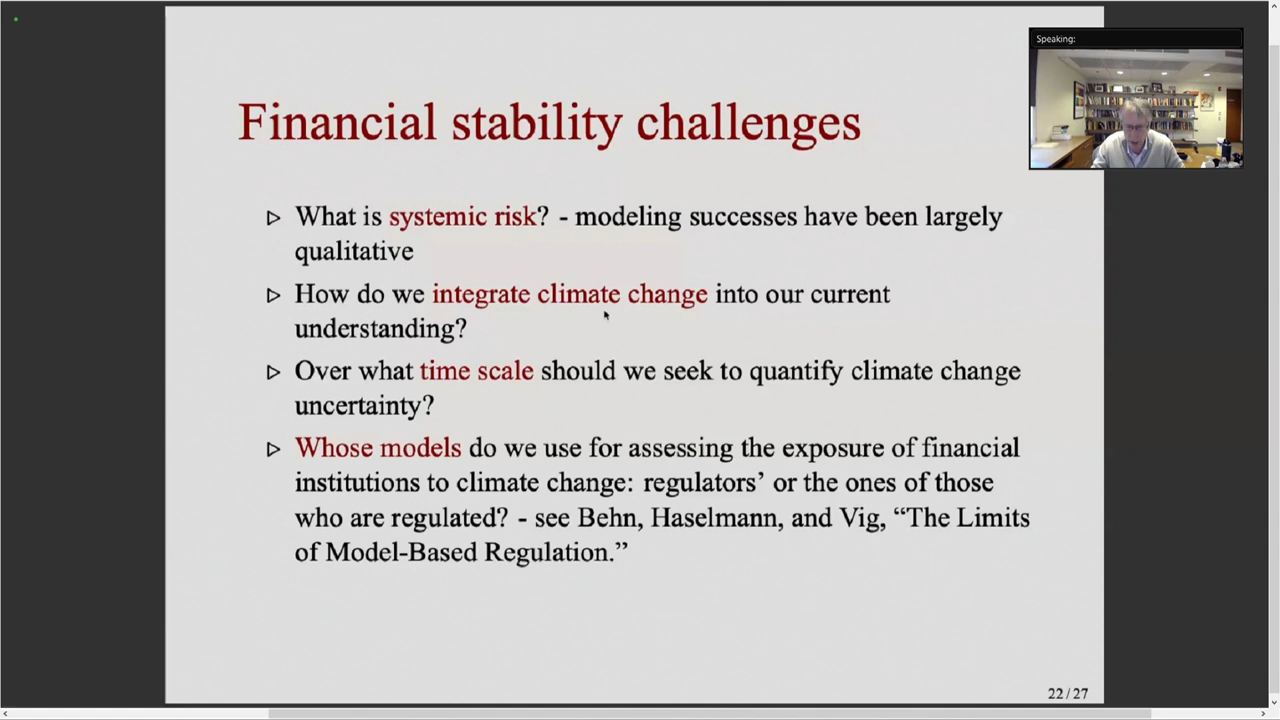 Speaking:
Financial stability challenges
▷ What is systemic risk? - modeling successes have been largely
qualitative
▷ How do we integrate climate change into our current
understanding?
▷ Over what time scale should we seek to quantify climate change
uncertainty?
▷ Whose models do we use for assessing the exposure of financial
institutions to climate change: regulators’ or the ones of those
who are regulated? - see Behn, Haselmann, and Vig, “The Limits
of Model-Based Regulation.”
22/27